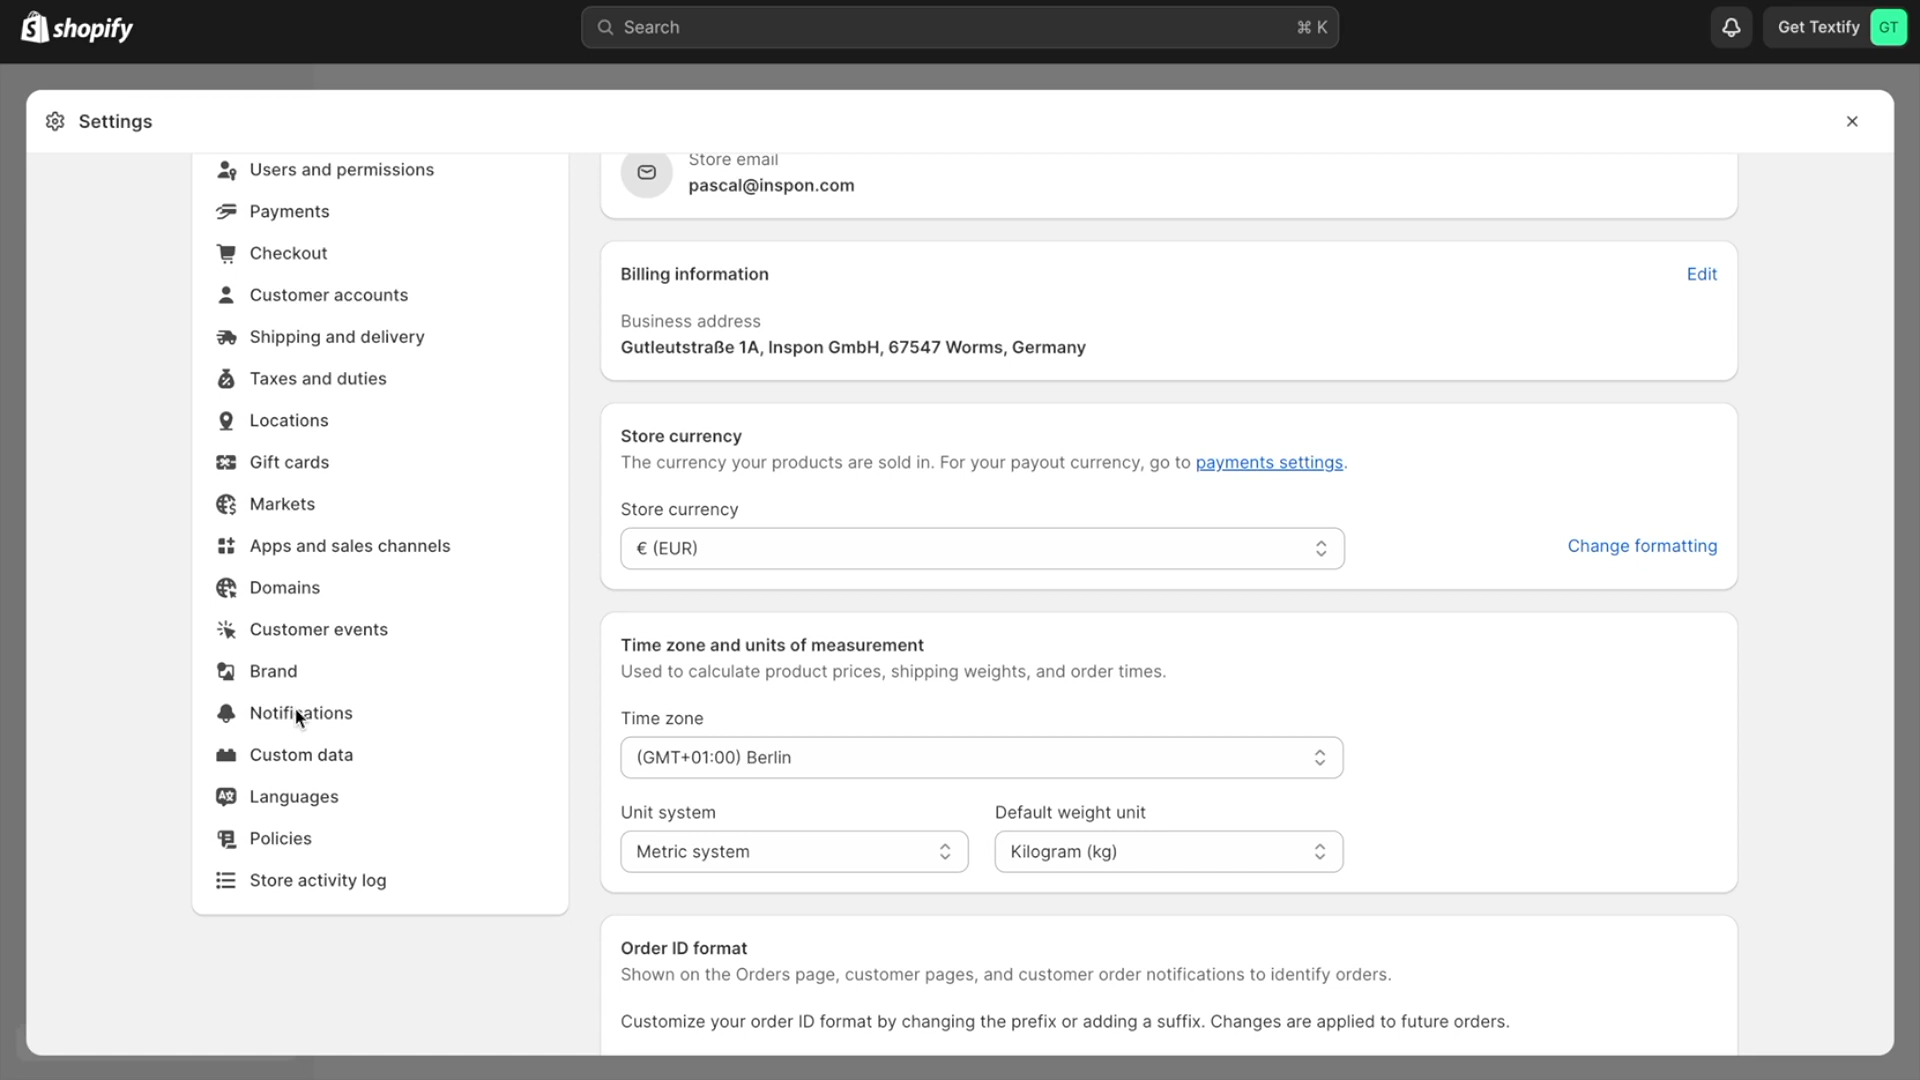 shopify
Search
⌘ K
Get Textify
GT
Settings
Users and permissions
Payments
Checkout
Customer accounts
Shipping and delivery
Taxes and duties
Locations
Gift cards
Markets
Apps and sales channels
Domains
Customer events
Brand
Notifications
Custom data
Languages
Policies
Store activity log
Store email
pascal@inspon.com
Billing information
Edit
Business address
Gutleutstraße 1A, Inspon GmbH, 67547 Worms, Germany
Store currency
The currency your products are sold in. For your payout currency, go to payments settings.
Store currency
€ (EUR)
Change formatting
Time zone and units of measurement
Used to calculate product prices, shipping weights, and order times.
Time zone
(GMT+01:00) Berlin
Unit system
Default weight unit
Metric system
Kilogram (kg)
Order ID format
Shown on the Orders page, customer pages, and customer order notifications to identify orders.
Customize your order ID format by changing the prefix or adding a suffix. Changes are applied to future orders.